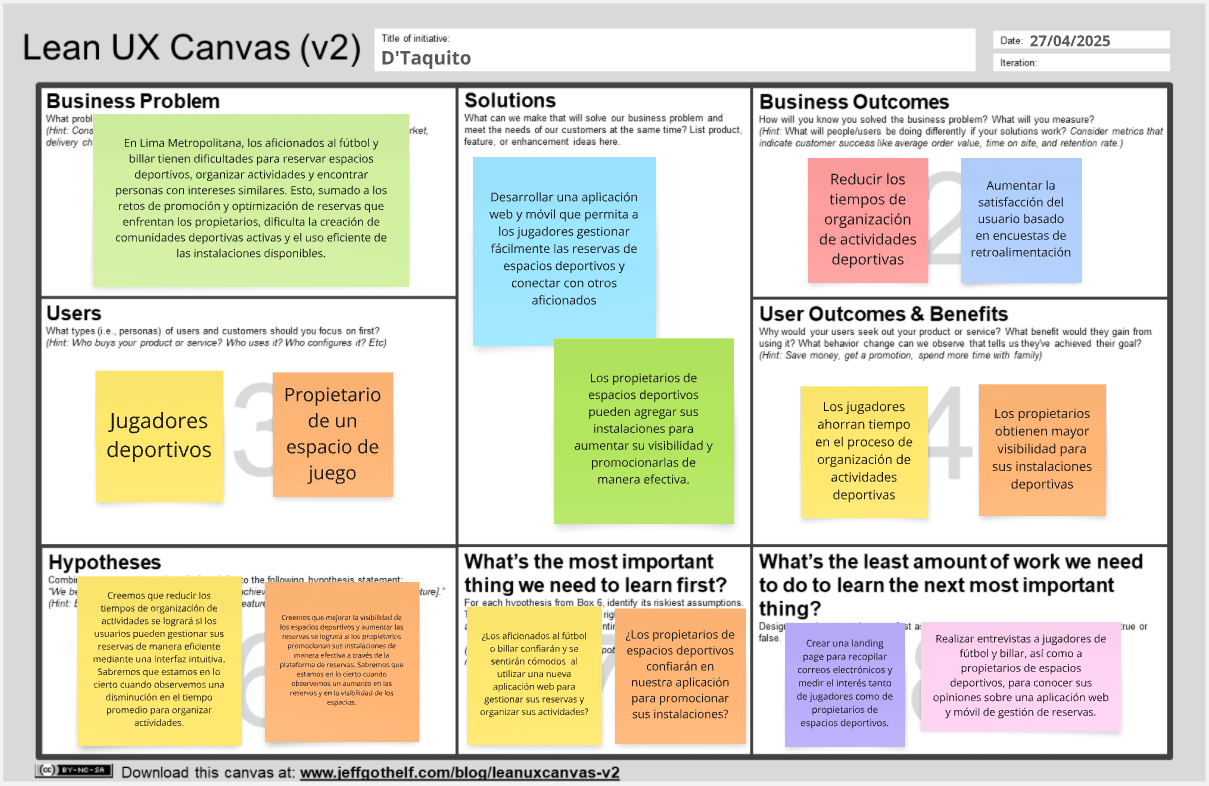 Lean UX Canvas (v2)
Title of initiative:
D'Taquito
Date: 27/04/2025
Iteration:
Business Problem
What probl
(Hint: Cons
rket,
delivery ch
En Lima Metropolitana, los aficionados al fútbol y
billar tienen dificultades para reservar espacios
deportivos, organizar actividades y encontrar
personas con intereses similares. Esto, sumado a los
retos de promoción y optimización de reservas que
enfrentan los propietarios, dificulta la creación de
comunidades deportivas activas y el uso eficiente de
las instalaciones disponibles.
Solutions
What can we make that will solve our business problem and
meet the needs of our customers at the same time? List product,
feature, or enhancement ideas here.
Desarrollar una aplicación
web y móvil que permita a
los jugadores gestionar
fácilmente las reservas de
espacios deportivos y
conectar con otros
aficionados
Los propietarios de
espacios deportivos
pueden agregar sus
instalaciones para
aumentar su visibilidad y
promocionarlas de
manera efectiva.
Business Outcomes
How will you know you solved the business problem? What will you measure?
(Hint: What will people/users be doing differently if your solutions work? Consider metrics that
indicate customer success like average order value, time on site, and retention rate.)
2
Reducir los
tiempos de
organización
de actividades
deportivas
Aumentar la
satisfacción del
usuario basado
en encuestas de
retroalimentación
Users
What types (i.e., personas) of users and customers should you focus on first?
(Hint: Who buys your product or service? Who uses it? Who configures it? Etc)
3
Jugadores
deportivos
Propietario
de un
espacio de
juego
User Outcomes & Benefits
Why would your users seek out your product or service? What benefit would they gain from
using it? What behavior change can we observe that tells us they've achieved their goal?
(Hint: Save money, get a promotion, spend more time with family)
4
Los jugadores
ahorran tiempo
en el proceso de
organización de
actividades
deportivas
Los propietarios
obtienen mayor
visibilidad para
sus instalaciones
deportivas
Hypotheses
Combin
to the following hypothesis statement:
"We be
achiev
ture]."
(Hint: B
eature
6
Creemos que reducir los
tiempos de organización de
actividades se logrará si los
usuarios pueden gestionar sus
reservas de manera eficiente
mediante una interfaz intuitiva.
Sabremos que estamos en lo
cierto cuando observemos una
disminución en el tiempo
promedio para organizar
actividades.
Creemos que mejorar la visibilidad de
los espacios deportivos y aumentar las
reservas se logrará si los propietarios
promocionan sus instalaciones de
manera efectiva a través de la
plataforma de reservas. Sabremos que
estamos en lo cierto cuando
observemos un aumento en las
reservas y en la visibilidad de los
espacios.
What's the most important
thing we need to learn first?
For each hypothesis from Box 6, identify its riskiest assumptions.
¿Los aficionados al fútbol
o billar confiarán y se
sentirán cómodos al
utilizar una nueva
aplicación web para
gestionar sus reservas y
organizar sus actividades?
¿Los propietarios de
espacios deportivos
confiarán en
nuestra aplicación
para promocionar
sus instalaciones?
What's the least amount of work we need
to do to learn the next most important
thing?
Design
true or
false.
8
Crear una landing
page para recopilar
correos electrónicos y
medir el interés tanto
de jugadores como de
propietarios de
espacios deportivos.
Realizar entrevistas a jugadores de
fútbol y billar, así como a
propietarios de espacios
deportivos, para conocer sus
opiniones sobre una aplicación web
y móvil de gestión de reservas.
(cc) BY-NC-SA
Download this canvas at: www.jeffgothelf.com/blog/leanuxcanvas-v2